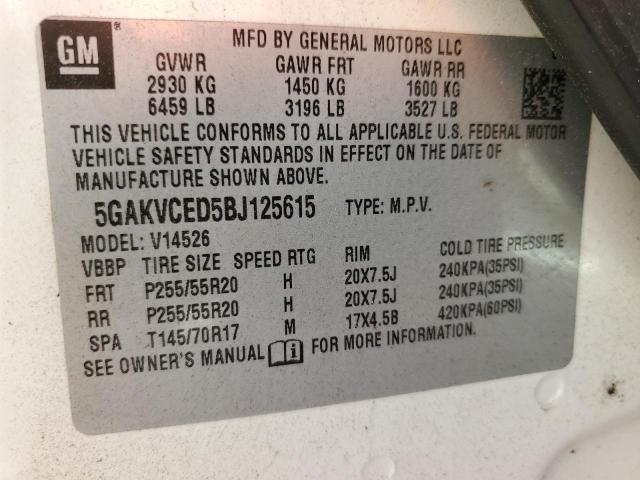 GM
MFD BY GENERAL MOTORS LLC
GVWR GAWR FRT GAWR RR
2930 KG 1450 KG 1600 KG
6459 LB 3196 LB 3527 LB
THIS VEHICLE CONFORMS TO ALL APPLICABLE U.S. FEDERAL MOTOR
VEHICLE SAFETY STANDARDS IN EFFECT ON THE DATE OF
MANUFACTURE SHOWN ABOVE.
5GAKVCED5BJ125615 TYPE: M.P.V.
MODEL: V14526
VBBP TIRE SIZE SPEED RTG RIM COLD TIRE PRESSURE
FRT P255/55R20 H 20X7.5J 240KPA(35PSI)
RR P255/55R20 H 20X7.5J 240KPA(35PSI)
SPA T145/70R17 M 17X4.5B 420KPA(60PSI)
SEE OWNER'S MANUAL FOR MORE INFORMATION.